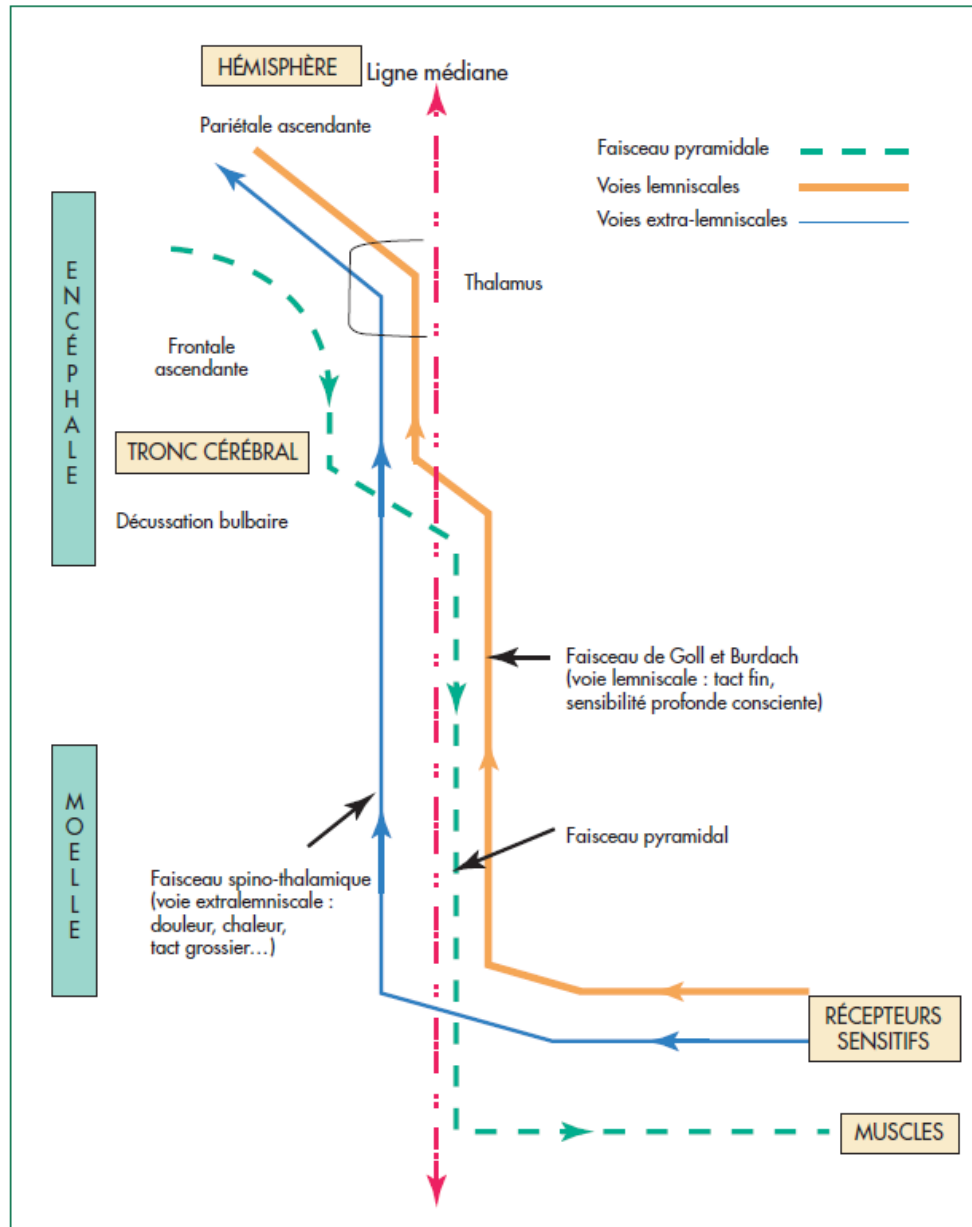 HÉMISPHÈRE
Ligne médiane
Pariétale ascendante
Faisceau pyramidale
Voies lemniscales
Voies extra-lemniscales
ENCÉPHALE
Thalamus
Frontale
ascendante
TRONC CÉRÉBRAL
Décussation bulbaire
Faisceau de Goll et Burdach
(voie lemniscale : tact fin,
sensibilité profonde consciente)
MOELLE
Faisceau pyramidal
Faisceau spino-thalamique
(voie extralemniscale :
douleur, chaleur,
tact grossier…)
RÉCEPTEURS
SENSITIFS
MUSCLES